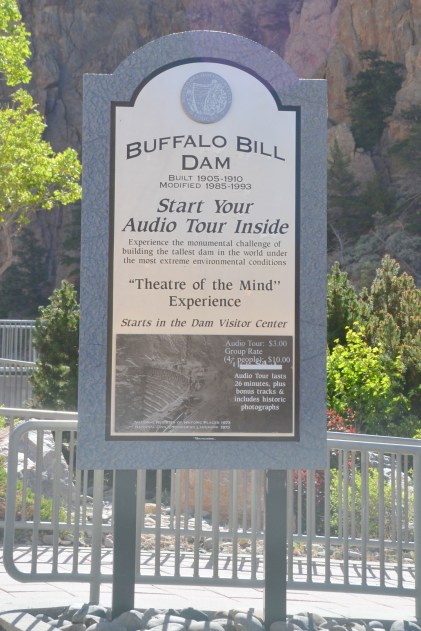 BUFFALO BILL
DAM
BUILT 1905-1910
MODIFIED 1985-1993
Start Your
Audio Tour Inside
Experience the monumental challenge of
building the tallest dam in the world under
the most extreme environmental conditions
"Theatre of the Mind"
Experience
Starts in the Dam Visitor Center
Audio Tour: $3.00
Group Rate
(4+ people): $10.00
Audio Tour lasts
26 minutes, plus
bonus tracks &
includes historic
photographs